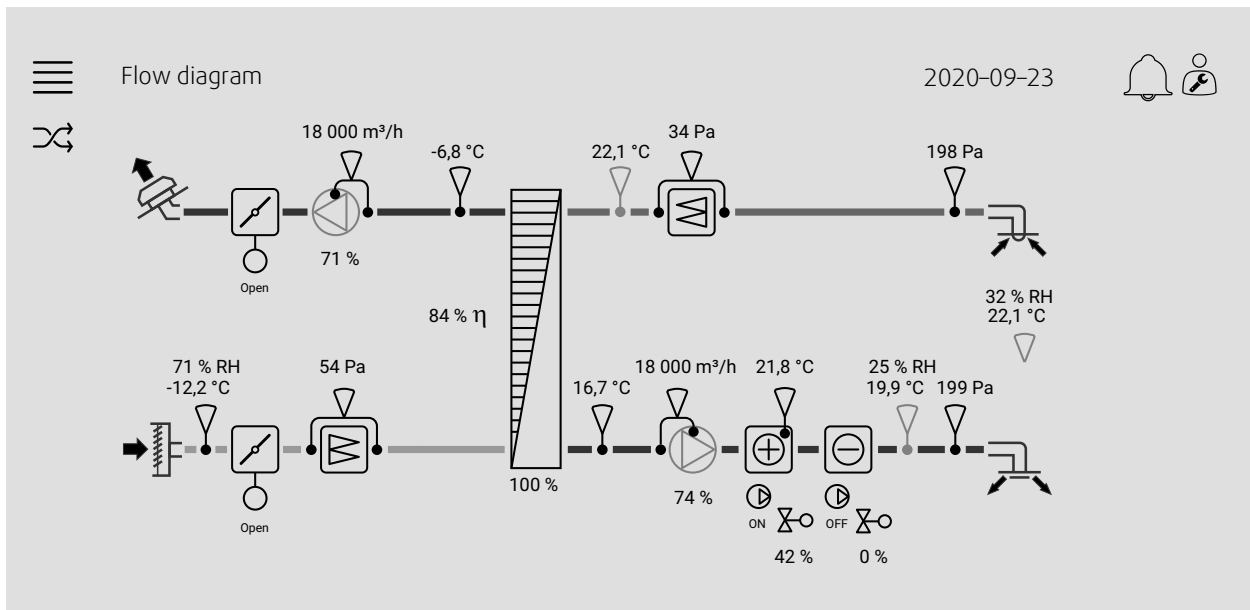 Flow diagram
2020–09–23
18 000 m³/h
34 Pa
-6,8 °C
22,1 °C
198 Pa
71 %
Open
32 % RH
22,1 °C
84 % η
71 % RH
-12,2 °C
54 Pa
16,7 °C
18 000 m³/h
21,8 °C
25 % RH
19,9 °C
199 Pa
100 %
74 %
Open
ON
OFF
42 %
0 %